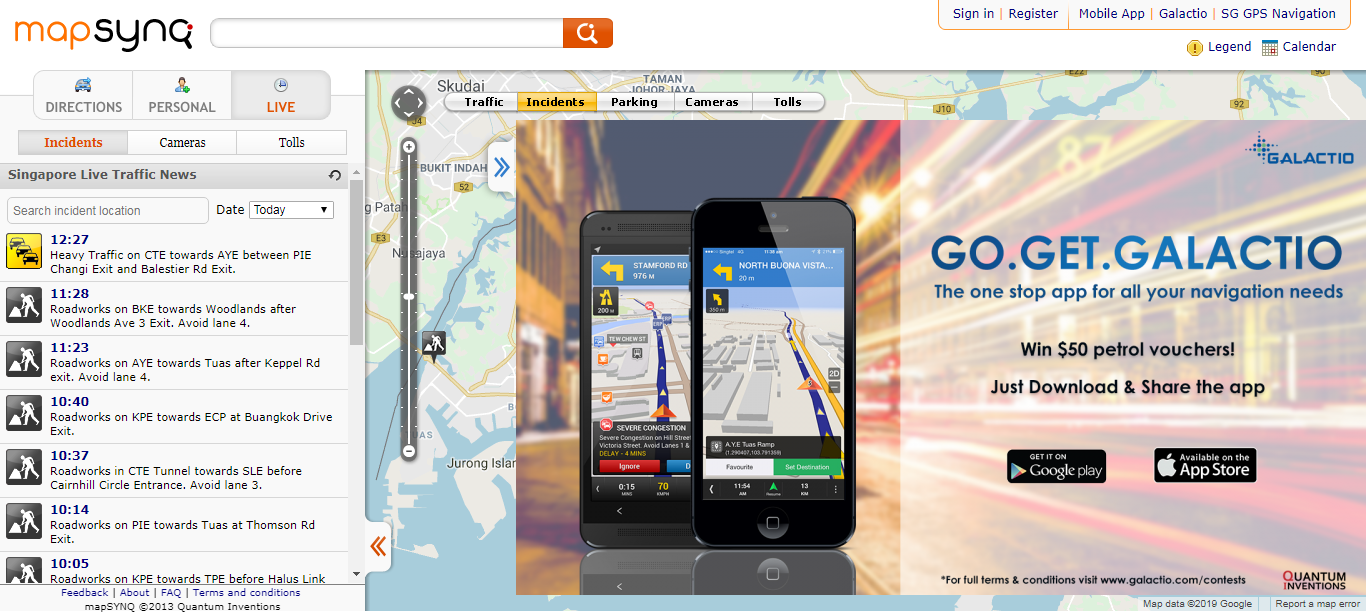 mapsynq
Sign in | Register
Mobile App | Galactio | SG GPS Navigation
Legend
Calendar
DIRECTIONS
PERSONAL
LIVE
Incidents
Cameras
Tolls
Singapore Live Traffic News
Search incident location
Date
Today
12:27
Heavy Traffic on CTE towards AYE between PIE
Changi Exit and Balestier Rd Exit.
11:28
Roadworks on BKE towards Woodlands after
Woodlands Ave 3 Exit. Avoid lane 4.
11:23
Roadworks on AYE towards Tuas after Keppel Rd
exit. Avoid lane 4.
10:40
Roadworks on KPE towards ECP at Buangkok Drive
Exit.
10:37
Roadworks in CTE Tunnel towards SLE before
Cairnhill Circle Entrance. Avoid lane 3.
10:14
Roadworks on PIE towards Tuas at Thomson Rd
Exit.
10:05
Roadworks on KPE towards TPE before Halus Link
Feedback | About | FAQ | Terms and conditions
mapSYNQ ©2013 Quantum Inventions
Skudai
TAMAN
JOHOR JAYA
Traffic
Incidents
Parking
Cameras
Tolls
J10
92
BUKIT INDAH
52
E3
Nusajaya
Jurong Islan
GALACTIO
GO.GET.GALACTIO
The one stop app for all your navigation needs
Win $50 petrol vouchers!
Just Download & Share the app
GET IT ON
Google play
Available on the
App Store
STAMFORD RD
976 M
200 M
TEW CHEW ST
SEVERE CONGESTION
Severe Congestion on Hill Street
Victoria Street. Avoid Lanes 1 &
DELAY - 4 MINS
Ignore
0:15
MINS
70
KMPH
Singtel 4G
11:38 AM
NORTH BUONA VISTA...
20 m
350 m
2D
A.Y.E Tuas Ramp
(1.290407,103.791359)
Favourite
Set Destination
11:54
AM
Resume
13
KM
*For full terms & conditions visit www.galactio.com/contests
QUANTUM
INVENTIONS
Map data ©2019 Google
Report a map error